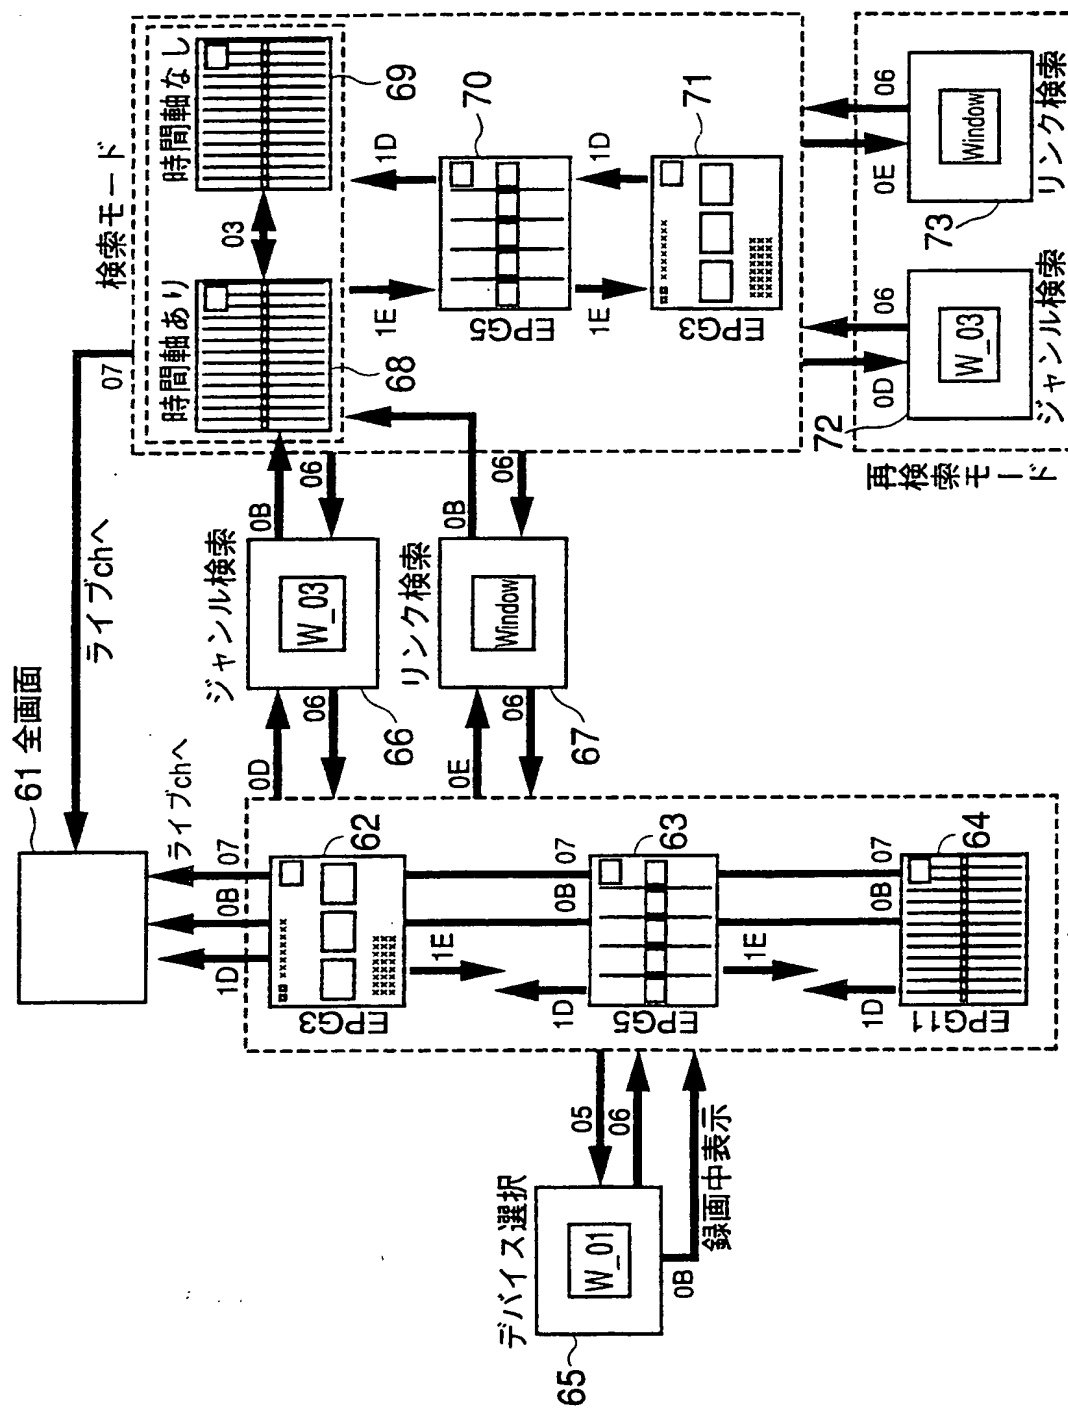 61 全画面
ライブchへ
07
ライブchへ
1D
0B
07
xxxxxxxx
62
EPG3
1E
1D
0B
07
63
EPG5
1E
1D
0B
07
64
EPG11
05
06
0B
録画中表示
デバイス選択
W_01
65
0D
06
ジャンル検索
W_03
66
0B
06
0E
06
リンク検索
Window
67
0B
06
検索モード
時間軸あり
68
03
時間軸なし
69
1E
1D
70
EPG5
1E
1D
71
xxxxxxxx
EPG3
再検索モード
0D
06
72
W_03
ジャンル検索
0E
06
73
Window
リンク検索